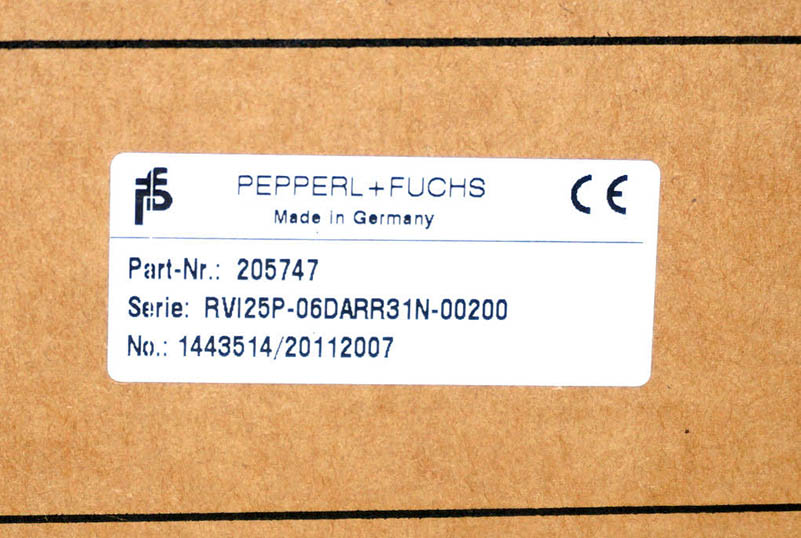 PEPPERL+FUCHS
CE
Made in Germany
Part-Nr.: 205747
Serie: RVI25P-06DARR31N-00200
No.: 1443514/20112007